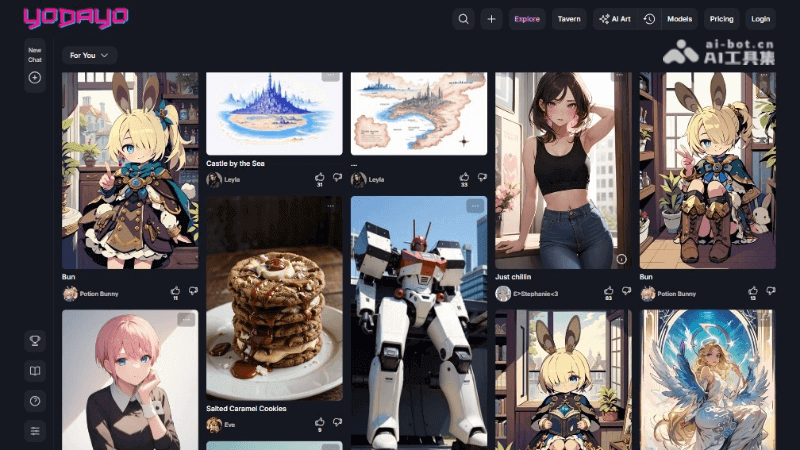 YODAYO
Explore
Tavern
AI Art
Models
Pricing
Login
ai-bot.cn
AI工具集
New
Chat
For You
Bun
Potion Bunny
11
Castle by the Sea
Leyla
31
...
Leyla
33
Just chilin
E>Stephanie<3
63
Bun
Potion Bunny
13
Salted Caramel Cookies
Eve
9